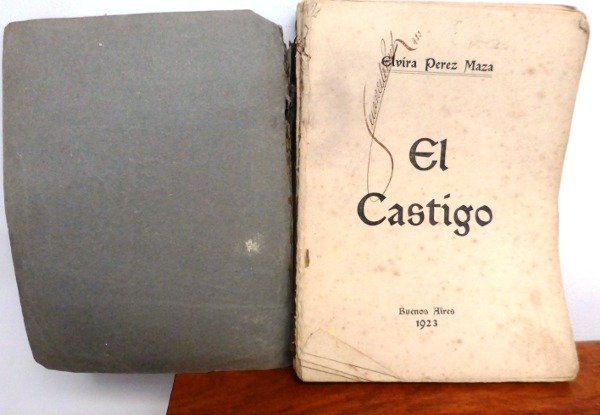 Elvira Perez Maza
El
Castigo
Buenos Aires
1923